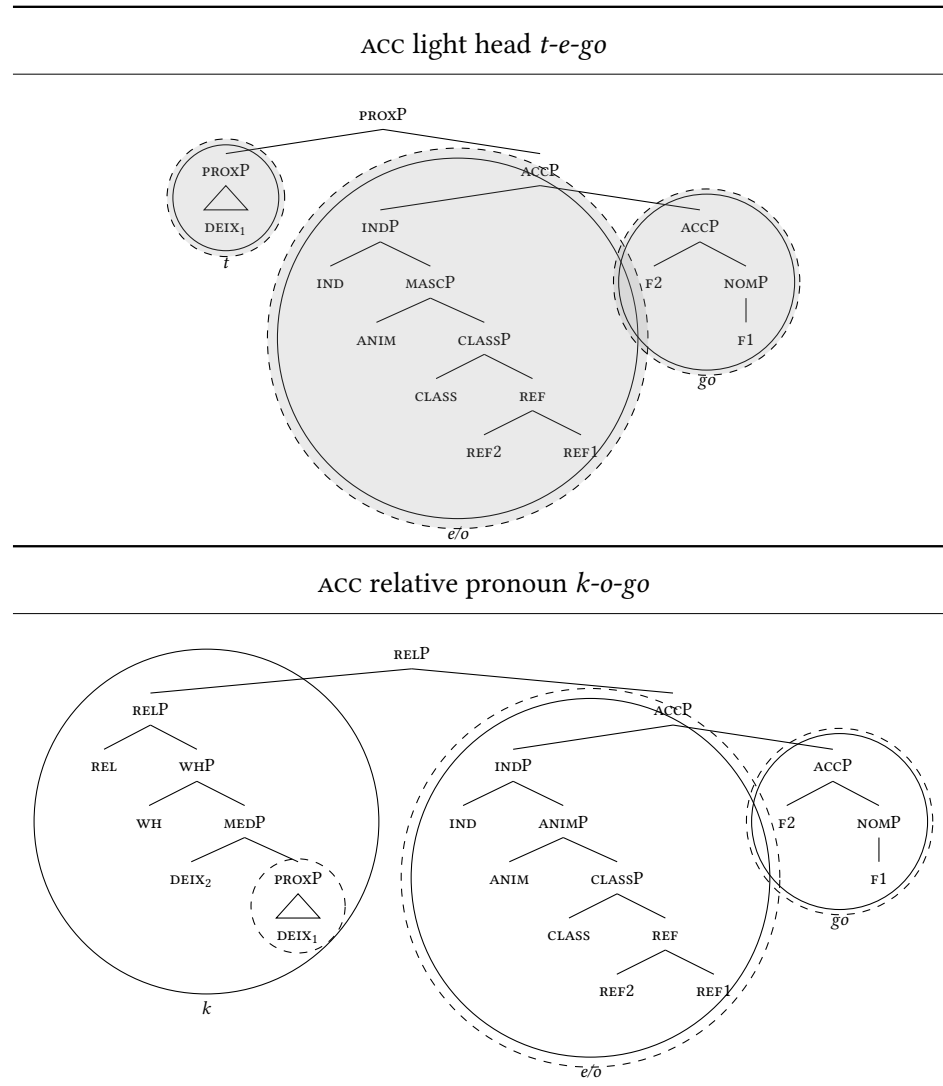 ACC light head t-e-go
PROXP
PROXP ACCP
DEIX₁ INDP ACCP
t
IND MASCP F2 NOMP
ANIM CLASSP F1
go
CLASS REF
REF2 REF1
e/o
ACC relative pronoun k-o-go
RELP
RELP ACCP
REL WHP INDP ACCP
WH MEDP IND ANIMP F2 NOMP
DEIX₂ PROXP ANIM CLASSP F1
go
DEIX₁ CLASS REF
REF2 REF1
k
e/o